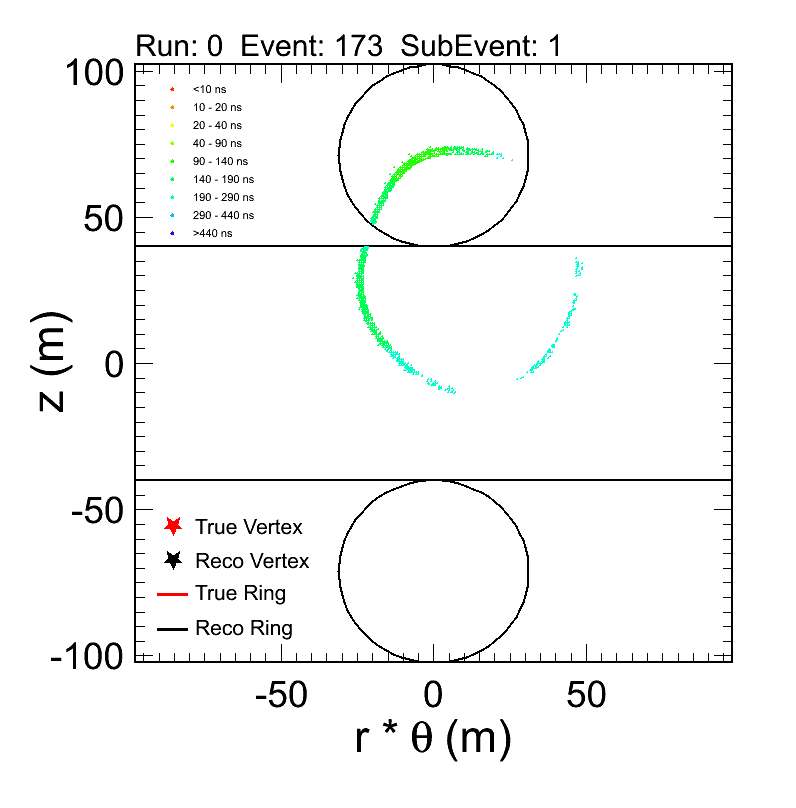 Run: 0  Event: 173  SubEvent: 1
100
<10 ns
10 - 20 ns
20 - 40 ns
40 - 90 ns
90 - 140 ns
140 - 190 ns
190 - 290 ns
290 - 440 ns
>440 ns
50
0
z (m)
-50
True Vertex
Reco Vertex
True Ring
Reco Ring
-100
-50 0 50
r * θ (m)